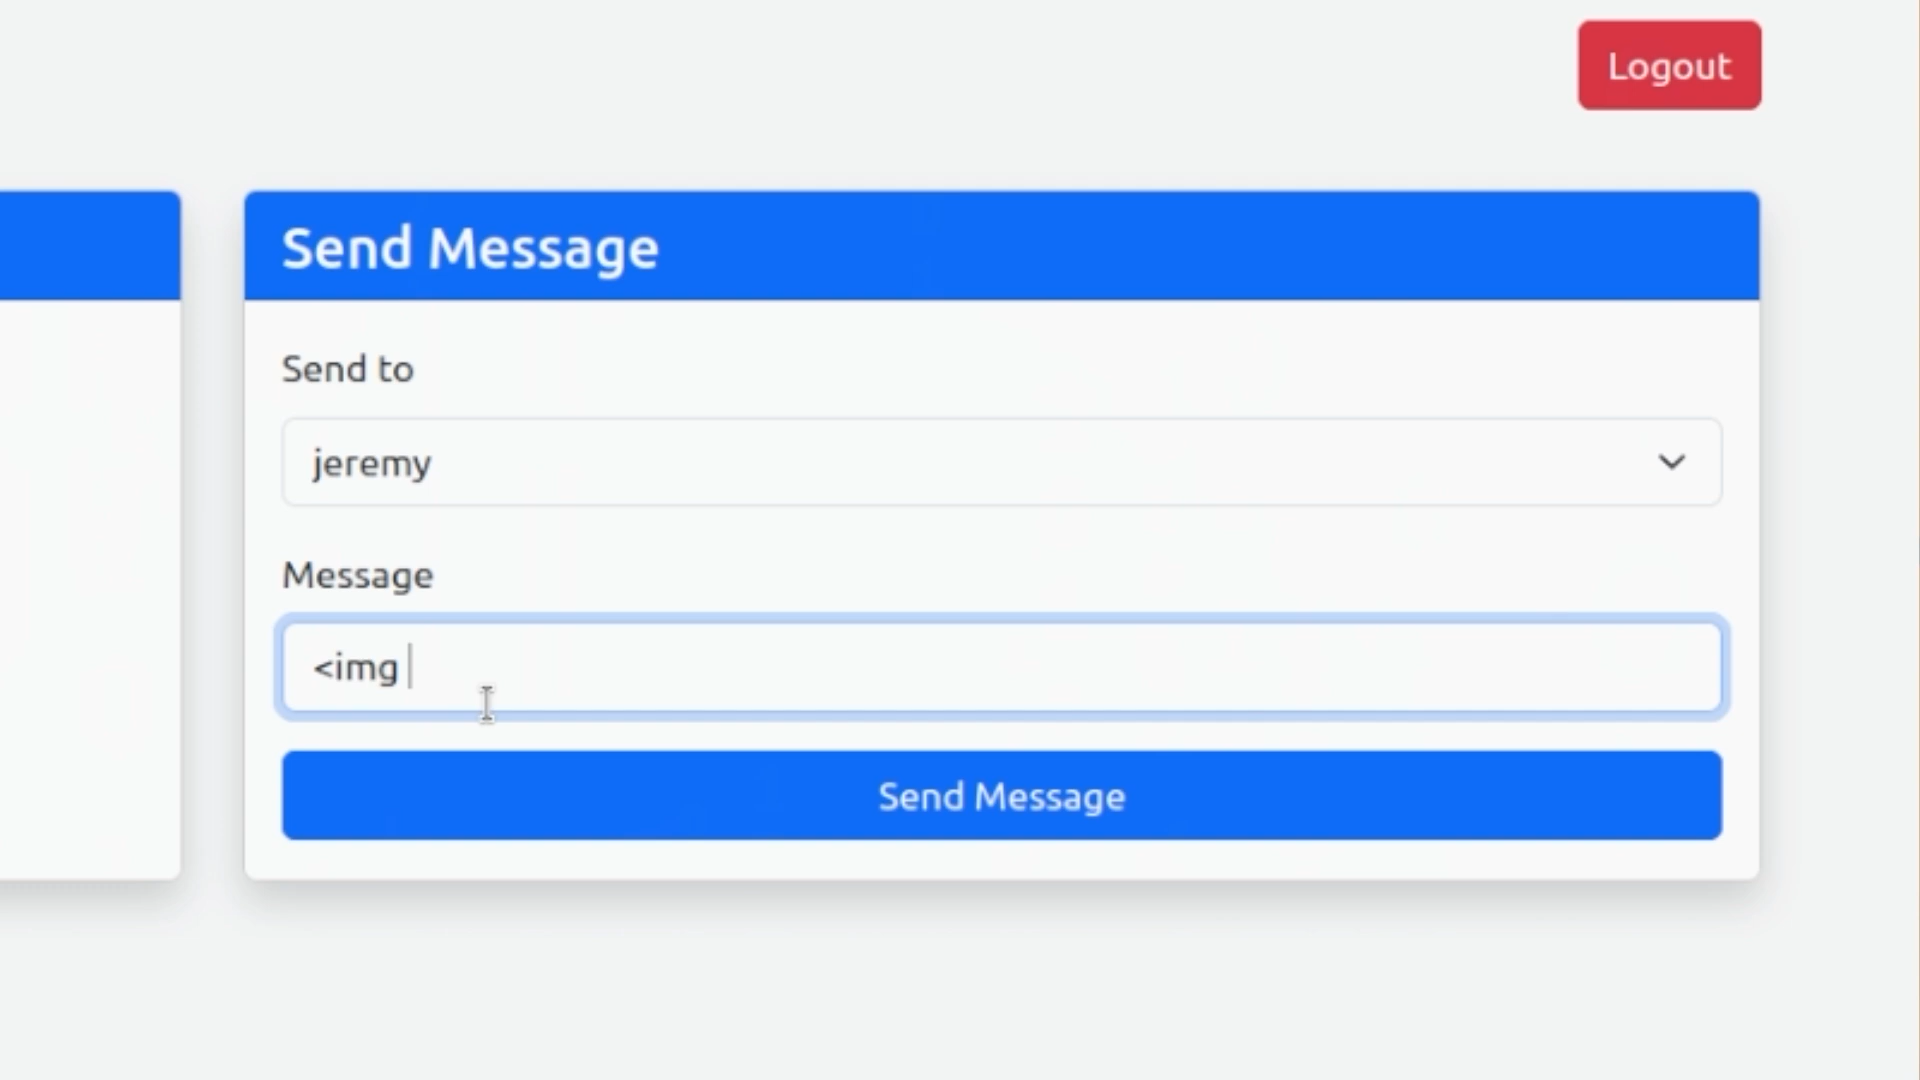 Logout
Send Message
Send to
jeremy
Message
<img
Send Message